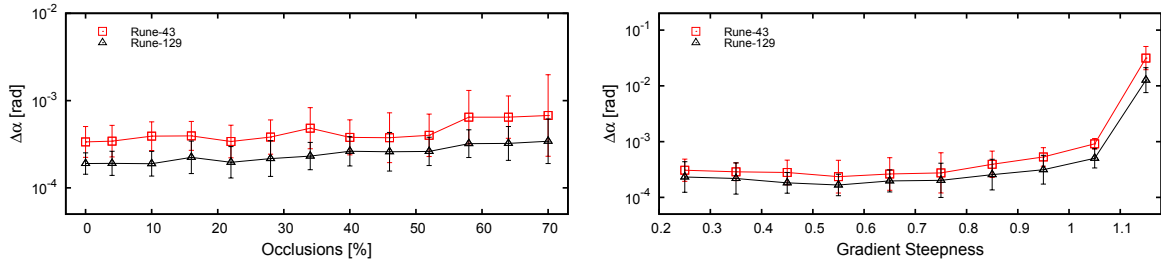 10⁻²
10⁻³
10⁻⁴
Δα [rad]
Rune-43
Rune-129
0 10 20 30 40 50 60 70
Occlusions [%]
10⁻¹
10⁻²
10⁻³
10⁻⁴
Δα [rad]
Rune-43
Rune-129
0.2 0.3 0.4 0.5 0.6 0.7 0.8 0.9 1 1.1
Gradient Steepness